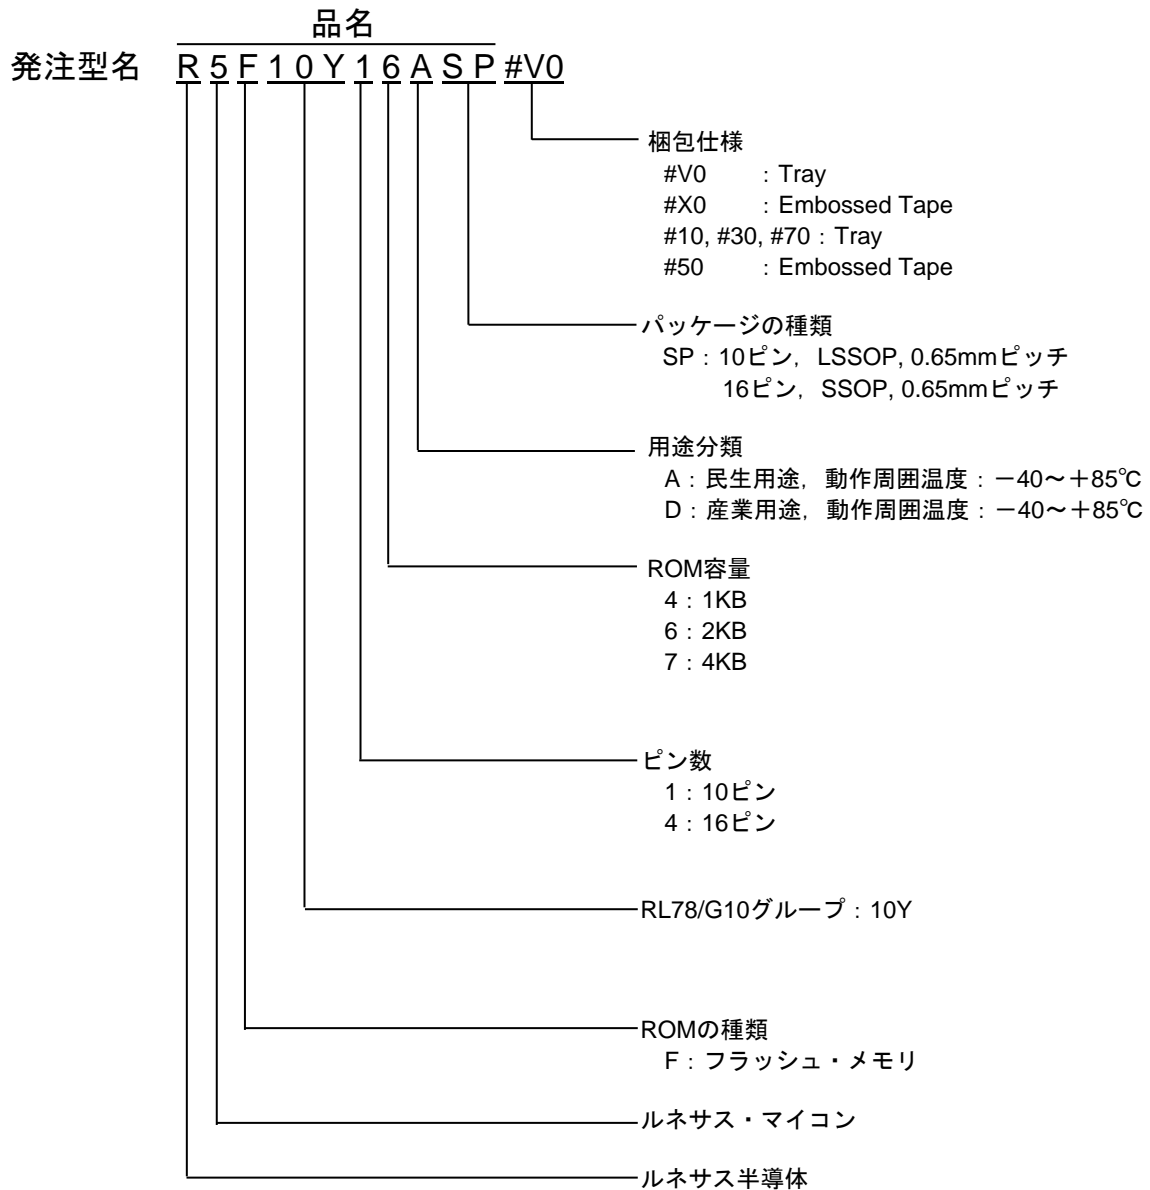 品名
発注型名 R 5 F 1 0 Y 1 6 A S P #V0
梱包仕様
#V0 : Tray
#X0 : Embossed Tape
#10, #30, #70 : Tray
#50 : Embossed Tape
パッケージの種類
SP : 10ピン, LSSOP, 0.65mmピッチ
16ピン, SSOP, 0.65mmピッチ
用途分類
A : 民生用途, 動作周囲温度 : －40～＋85℃
D : 産業用途, 動作周囲温度 : －40～＋85℃
ROM容量
4 : 1KB
6 : 2KB
7 : 4KB
ピン数
1 : 10ピン
4 : 16ピン
RL78/G10グループ : 10Y
ROMの種類
F : フラッシュ・メモリ
ルネサス・マイコン
ルネサス半導体